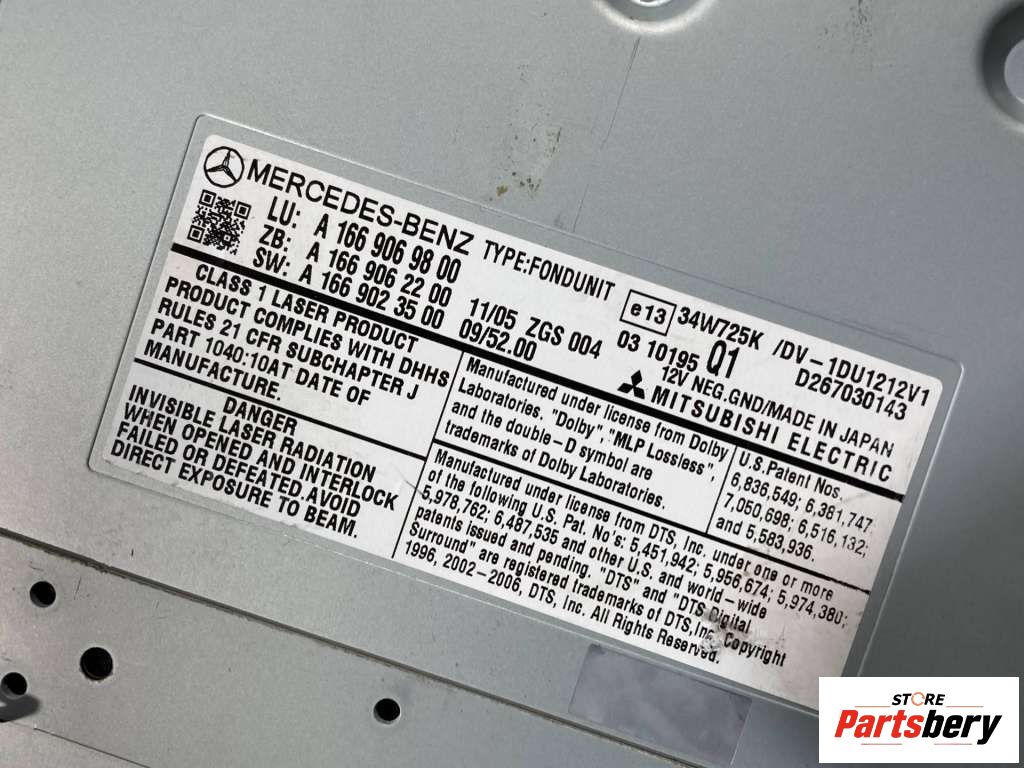 MERCEDES-BENZ TYPE:FONDUNIT
LU: A 166 906 98 00
ZB: A 166 906 22 00 11/05 ZGS 004
SW: A 166 902 35 00 09/52.00
e13 34W725K /DV-1DU1212V1
03 10195 Q1 D267030143
12V NEG.GND/MADE IN JAPAN
MITSUBISHI ELECTRIC
CLASS 1 LASER PRODUCT
PRODUCT COMPLIES WITH DHHS
RULES 21 CFR SUBCHAPTER J
PART 1040:10AT DATE OF
MANUFACTURE.
DANGER
INVISIBLE LASER RADIATION
WHEN OPENED AND INTERLOCK
FAILED OR DEFEATED.AVOID
DIRECT EXPOSURE TO BEAM.
Manufactured under license from Dolby
Laboratories. "Dolby", "MLP Lossless",
and the double-D symbol are
trademarks of Dolby Laboratories.
U.S.Patent Nos.
6,836,549; 6,381,747;
7,050,698; 6,516,132;
and 5,583,936.
Manufactured under license from DTS, Inc. under one or more
of the following U.S. Pat. No's: 5,451,942; 5,956,674; 5,974,380;
5,978,762; 6,487,535 and other U.S. and world-wide
patents issued and pending. "DTS" and "DTS Digital
Surround" are registered trademarks of DTS,Inc. Copyright
1996, 2002-2006, DTS, Inc. All Rights Reserved.
STORE
Partsbery